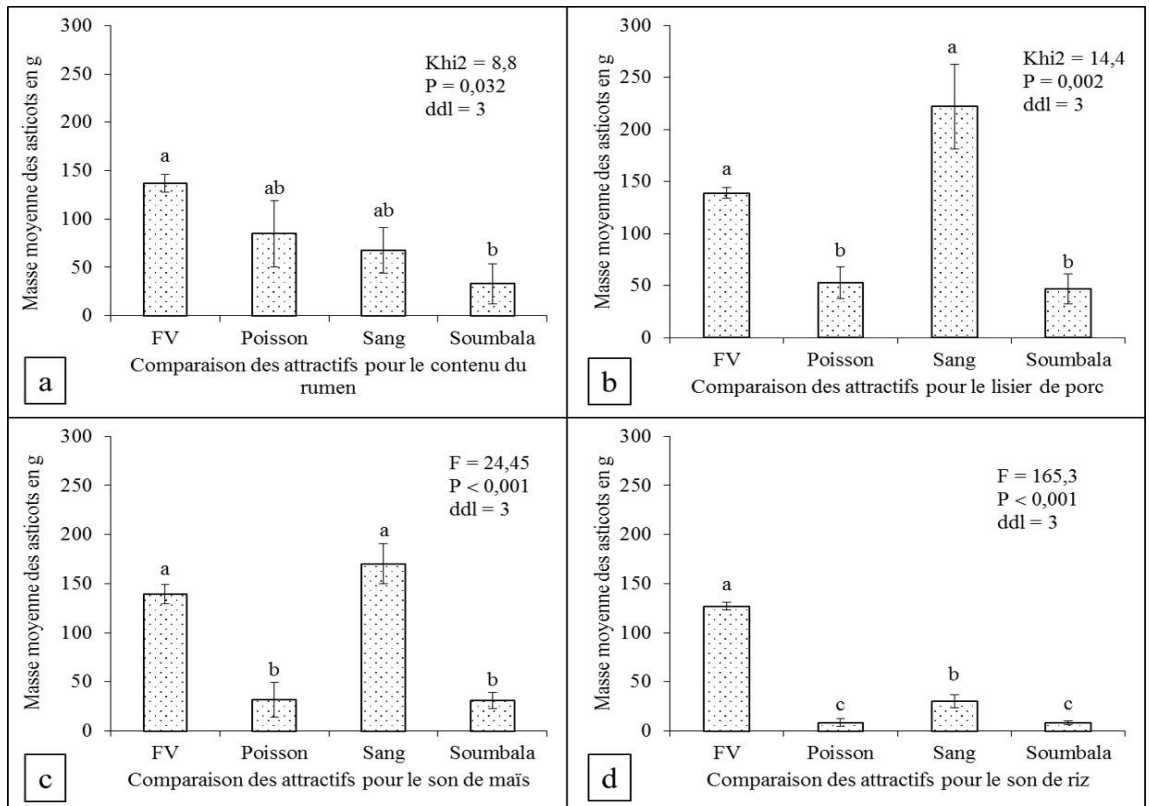 Masse moyenne des asticots en g
300
250
200
150
100
50
0
Khi2 = 8,8
P = 0,032
ddl = 3
a
ab
ab
b
FV Poisson Sang Soumbala
Comparaison des attractifs pour le contenu du
rumen
a
Masse moyenne des asticots en g
300
250
200
150
100
50
0
Khi2 = 14,4
P = 0,002
ddl = 3
a
b
a
b
FV Poisson Sang Soumbala
Comparaison des attractifs pour le lisier de porc
b
Masse moyenne des asticots en g
300
250
200
150
100
50
0
F = 24,45
P < 0,001
ddl = 3
a
b
a
b
FV Poisson Sang Soumbala
Comparaison des attractifs pour le son de maïs
c
Masse moyenne des asticots en g
300
250
200
150
100
50
0
F = 165,3
P < 0,001
ddl = 3
a
c
b
c
FV Poisson Sang Soumbala
Comparaison des attractifs pour le son de riz
d